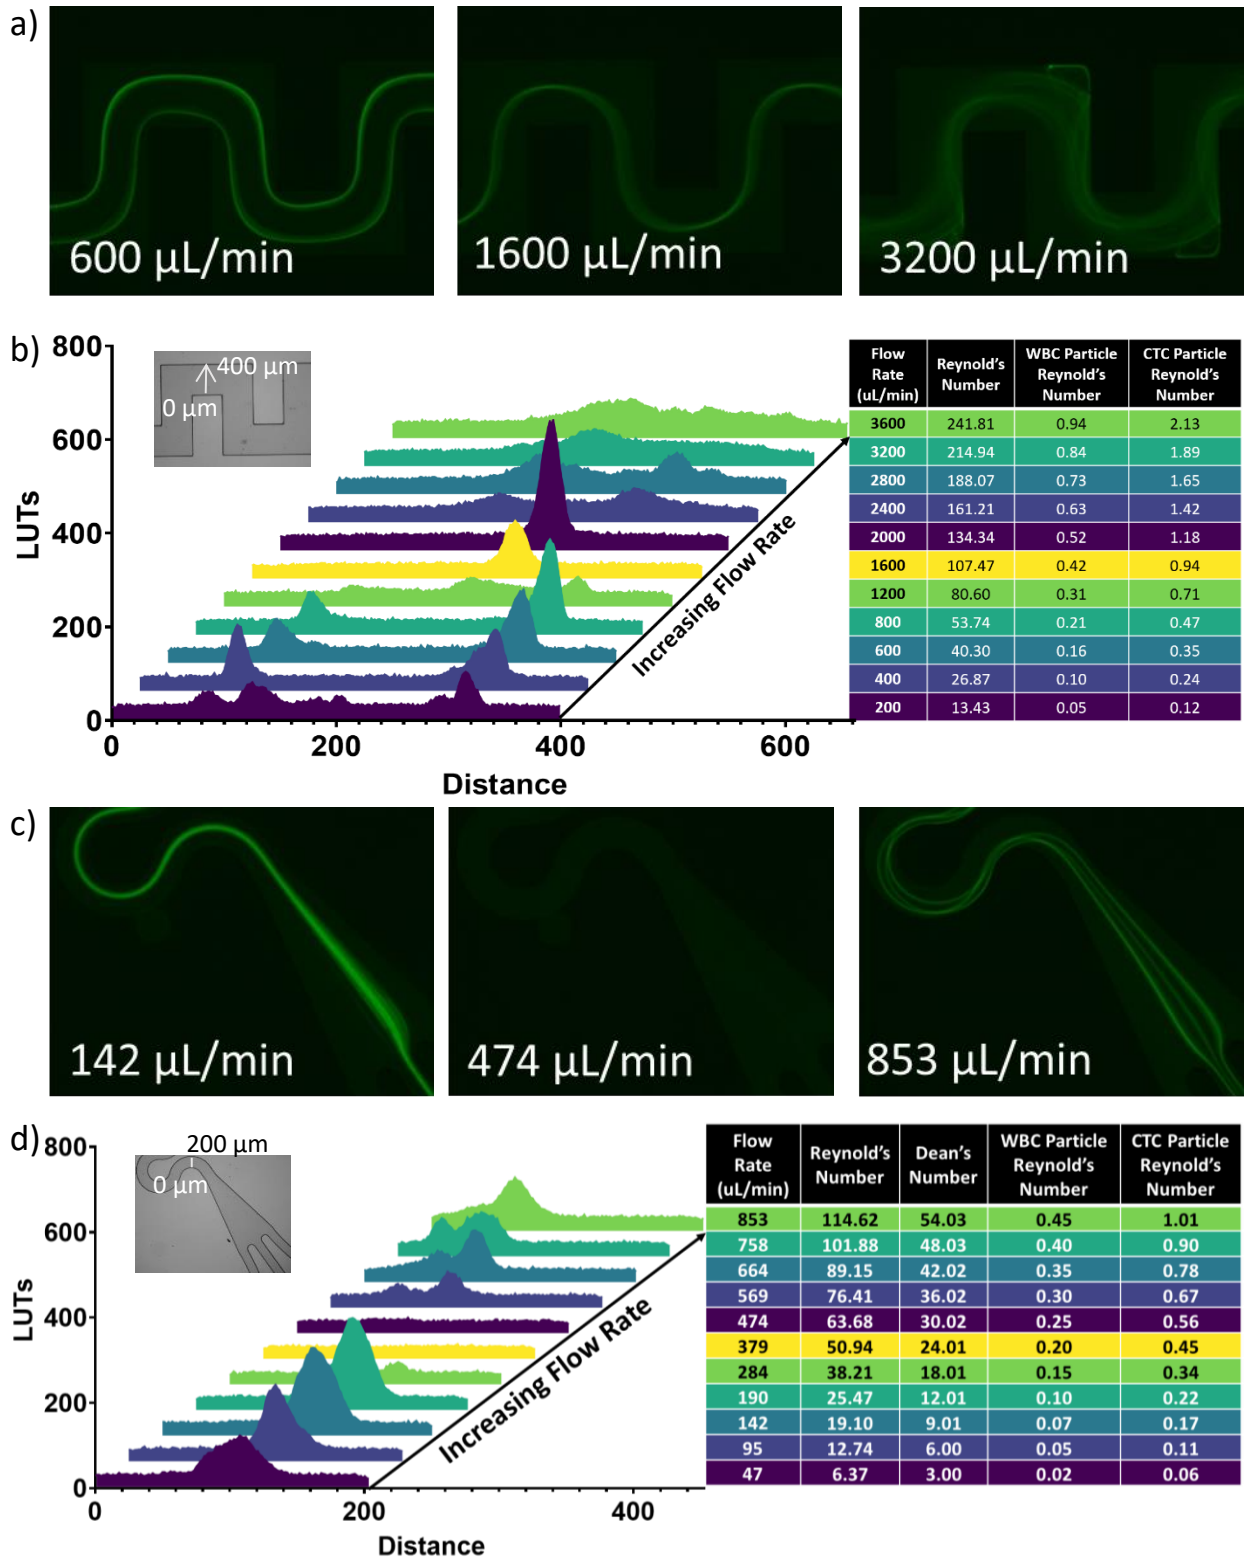 a)
600 µL/min
1600 µL/min
3200 µL/min
b)
800
600
400
200
0
LUTs
400 µm
0 µm
Increasing Flow Rate
0 200 400 600
Distance
Flow Rate (uL/min) Reynold's Number WBC Particle Reynold's Number CTC Particle Reynold's Number
3600 241.81 0.94 2.13
3200 214.94 0.84 1.89
2800 188.07 0.73 1.65
2400 161.21 0.63 1.42
2000 134.34 0.52 1.18
1600 107.47 0.42 0.94
1200 80.60 0.31 0.71
800 53.74 0.21 0.47
600 40.30 0.16 0.35
400 26.87 0.10 0.24
200 13.43 0.05 0.12
c)
142 µL/min
474 µL/min
853 µL/min
d)
800
600
400
200
0
LUTs
200 µm
0 µm
Increasing Flow Rate
0 200 400
Distance
Flow Rate (uL/min) Reynold's Number Dean's Number WBC Particle Reynold's Number CTC Particle Reynold's Number
853 114.62 54.03 0.45 1.01
758 101.88 48.03 0.40 0.90
664 89.15 42.02 0.35 0.78
569 76.41 36.02 0.30 0.67
474 63.68 30.02 0.25 0.56
379 50.94 24.01 0.20 0.45
284 38.21 18.01 0.15 0.34
190 25.47 12.01 0.10 0.22
142 19.10 9.01 0.07 0.17
95 12.74 6.00 0.05 0.11
47 6.37 3.00 0.02 0.06